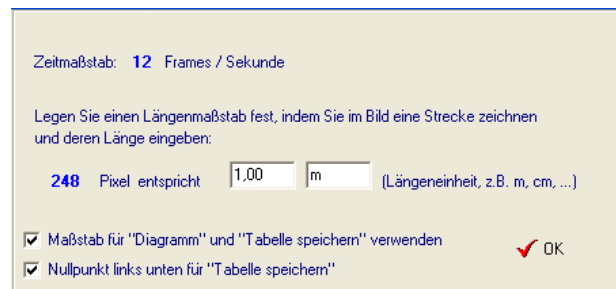 Zeitmaßstab: 12 Frames / Sekunde
Legen Sie einen Längenmaßstab fest, indem Sie im Bild eine Strecke zeichnen
und deren Länge eingeben:
248 Pixel entspricht 1,00 m (Längeneinheit, z.B. m, cm, ...)
Maßstab für "Diagramm" und "Tabelle speichern" verwenden
OK
Nullpunkt links unten für "Tabelle speichern"